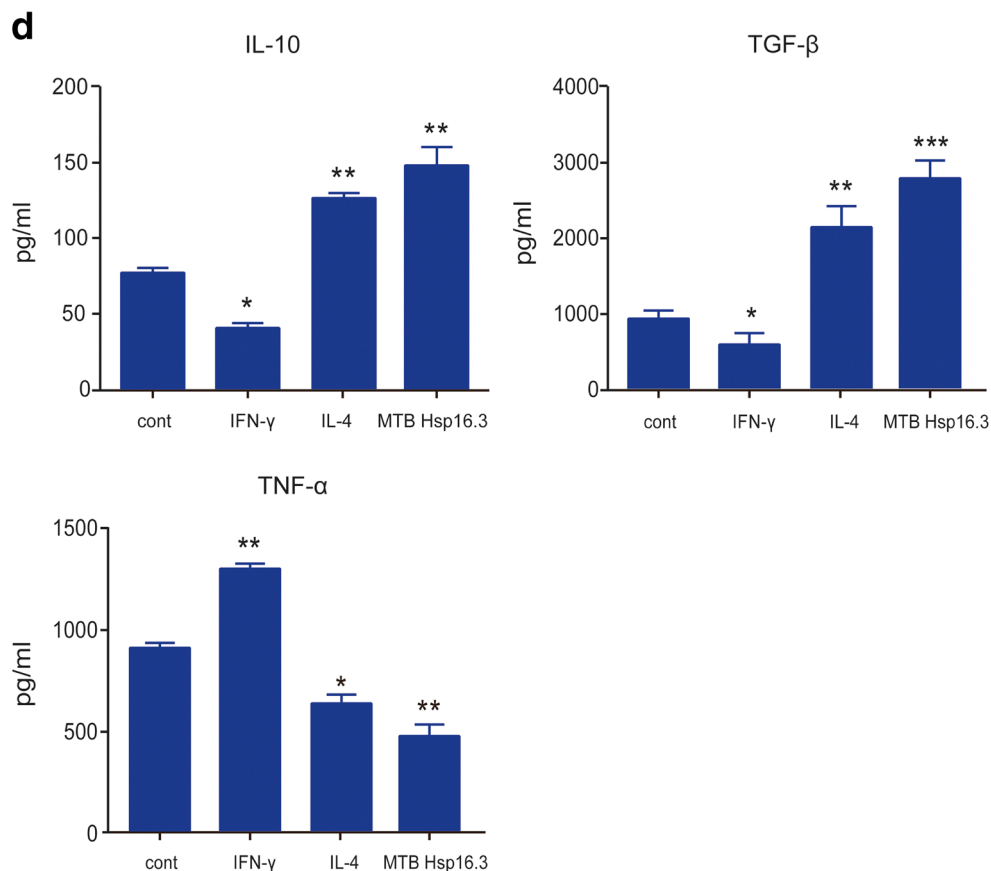 d
IL-10
200
150
100
50
0
pg/ml
*
**
**
cont IFN-γ IL-4 MTB Hsp16.3
TGF-β
4000
3000
2000
1000
0
pg/ml
*
**
***
cont IFN-γ IL-4 MTB Hsp16.3
TNF-α
1500
1000
500
0
pg/ml
**
*
**
cont IFN-γ IL-4 MTB Hsp16.3